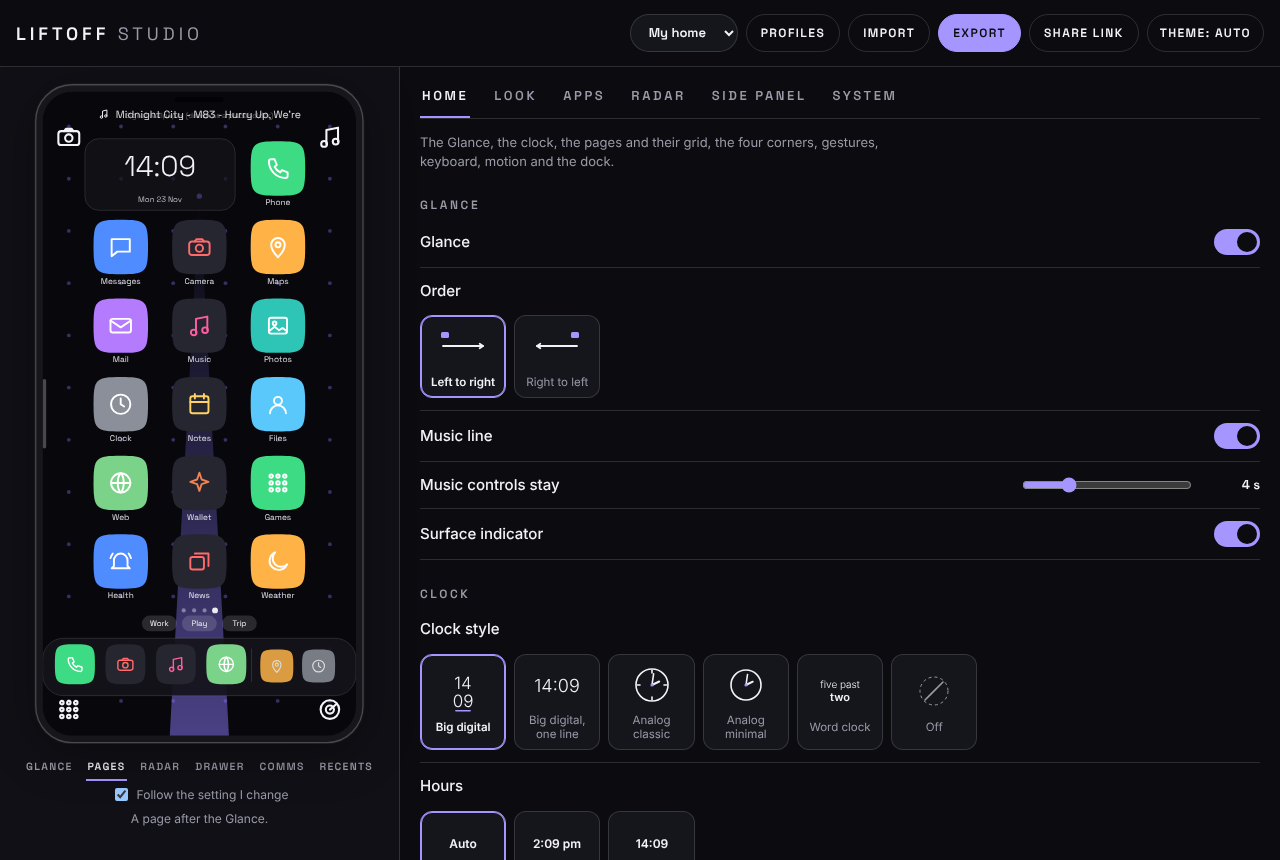 LIFTOFF STUDIO
My home
PROFILES
IMPORT
EXPORT
SHARE LINK
THEME: AUTO
Midnight City · M83 · Hurry Up, We're
14:09
Mon 23 Nov
Phone
Messages
Camera
Maps
Mail
Music
Photos
Clock
Notes
Files
Web
Wallet
Games
Health
News
Weather
Work
Play
Trip
GLANCE
PAGES
RADAR
DRAWER
COMMS
RECENTS
Follow the setting I change
A page after the Glance.
HOME
LOOK
APPS
RADAR
SIDE PANEL
SYSTEM
The Glance, the clock, the pages and their grid, the four corners, gestures,
keyboard, motion and the dock.
GLANCE
Glance
Order
Left to right
Right to left
Music line
Music controls stay
4 s
Surface indicator
CLOCK
Clock style
14
09
Big digital
14:09
Big digital,
one line
Analog
classic
Analog
minimal
five past
two
Word clock
Off
Hours
Auto
2:09 pm
14:09